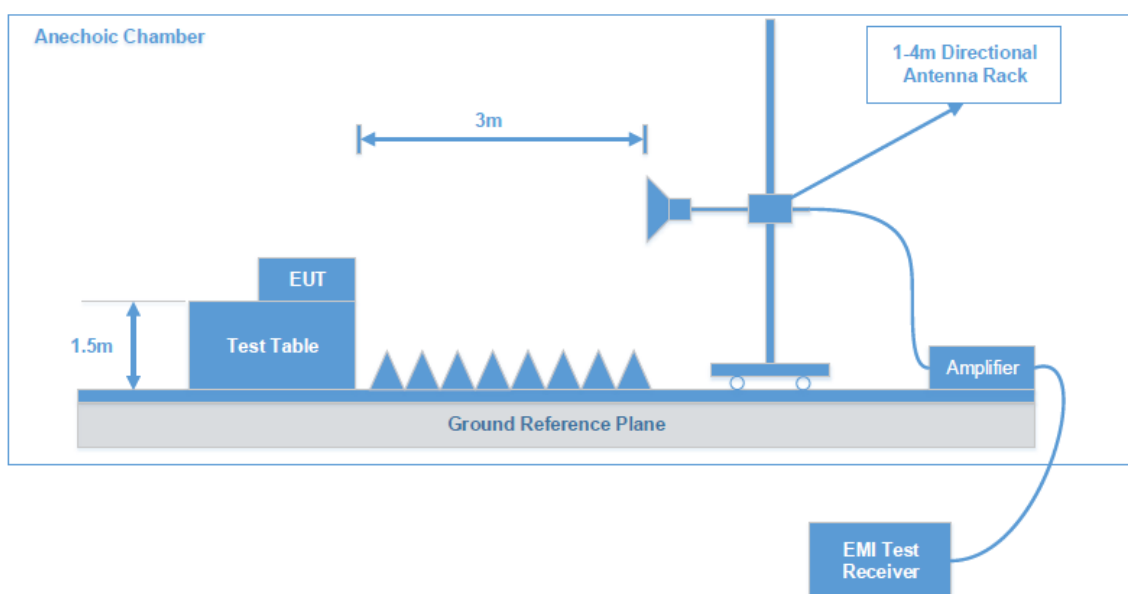 Anechoic Chamber
1-4m Directional
Antenna Rack
3m
EUT
1.5m
Test Table
Amplifier
Ground Reference Plane
EMI Test
Receiver